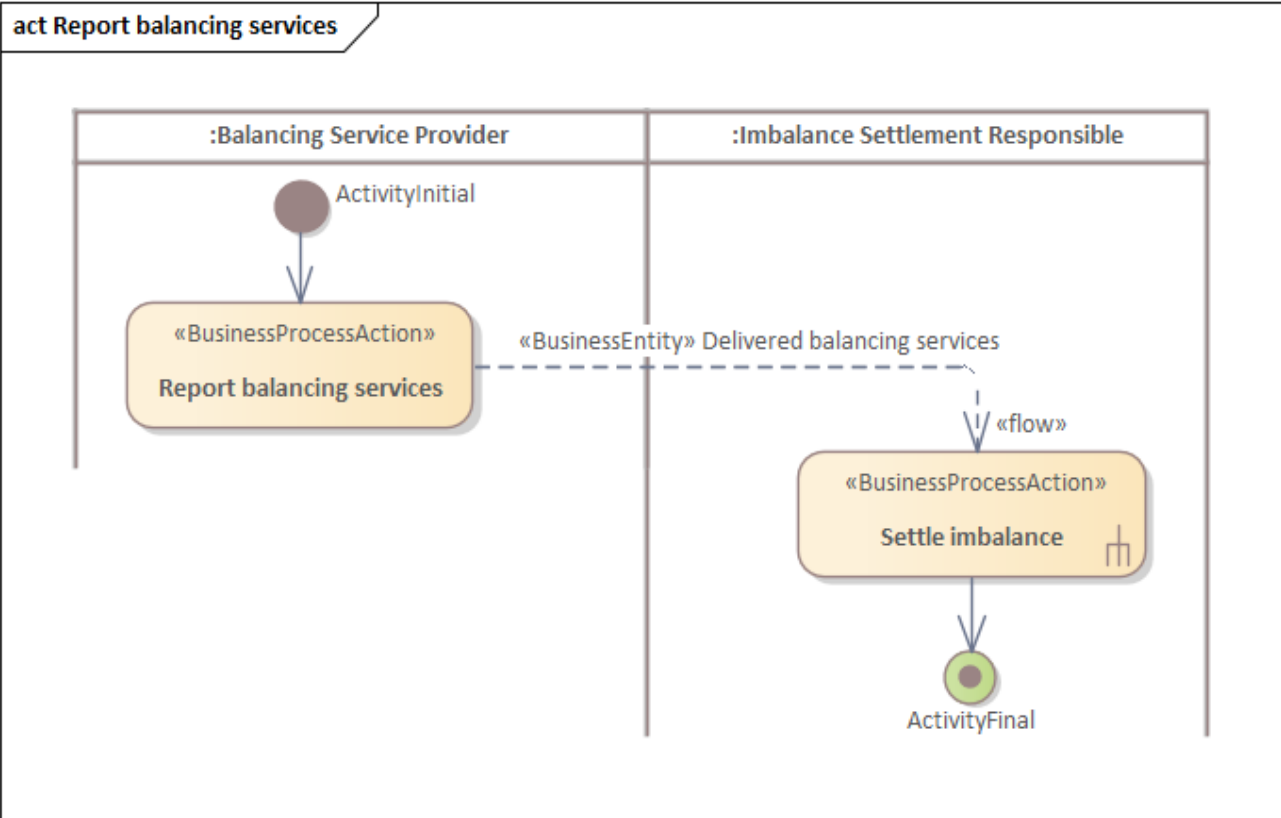 act Report balancing services
:Balancing Service Provider
:Imbalance Settlement Responsible
ActivityInitial
«BusinessProcessAction»
Report balancing services
«BusinessEntity» Delivered balancing services
«flow»
«BusinessProcessAction»
Settle imbalance
ActivityFinal